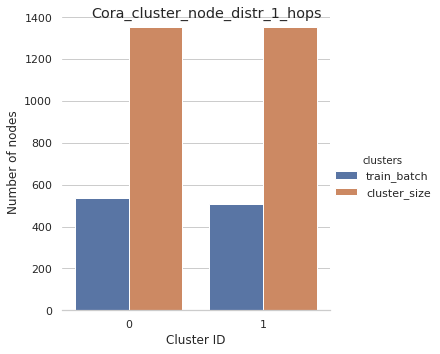 Cora_cluster_node_distr_1_hops
1400
1200
1000
800
600
400
200
0
Number of nodes
0
1
Cluster ID
clusters
train_batch
cluster_size